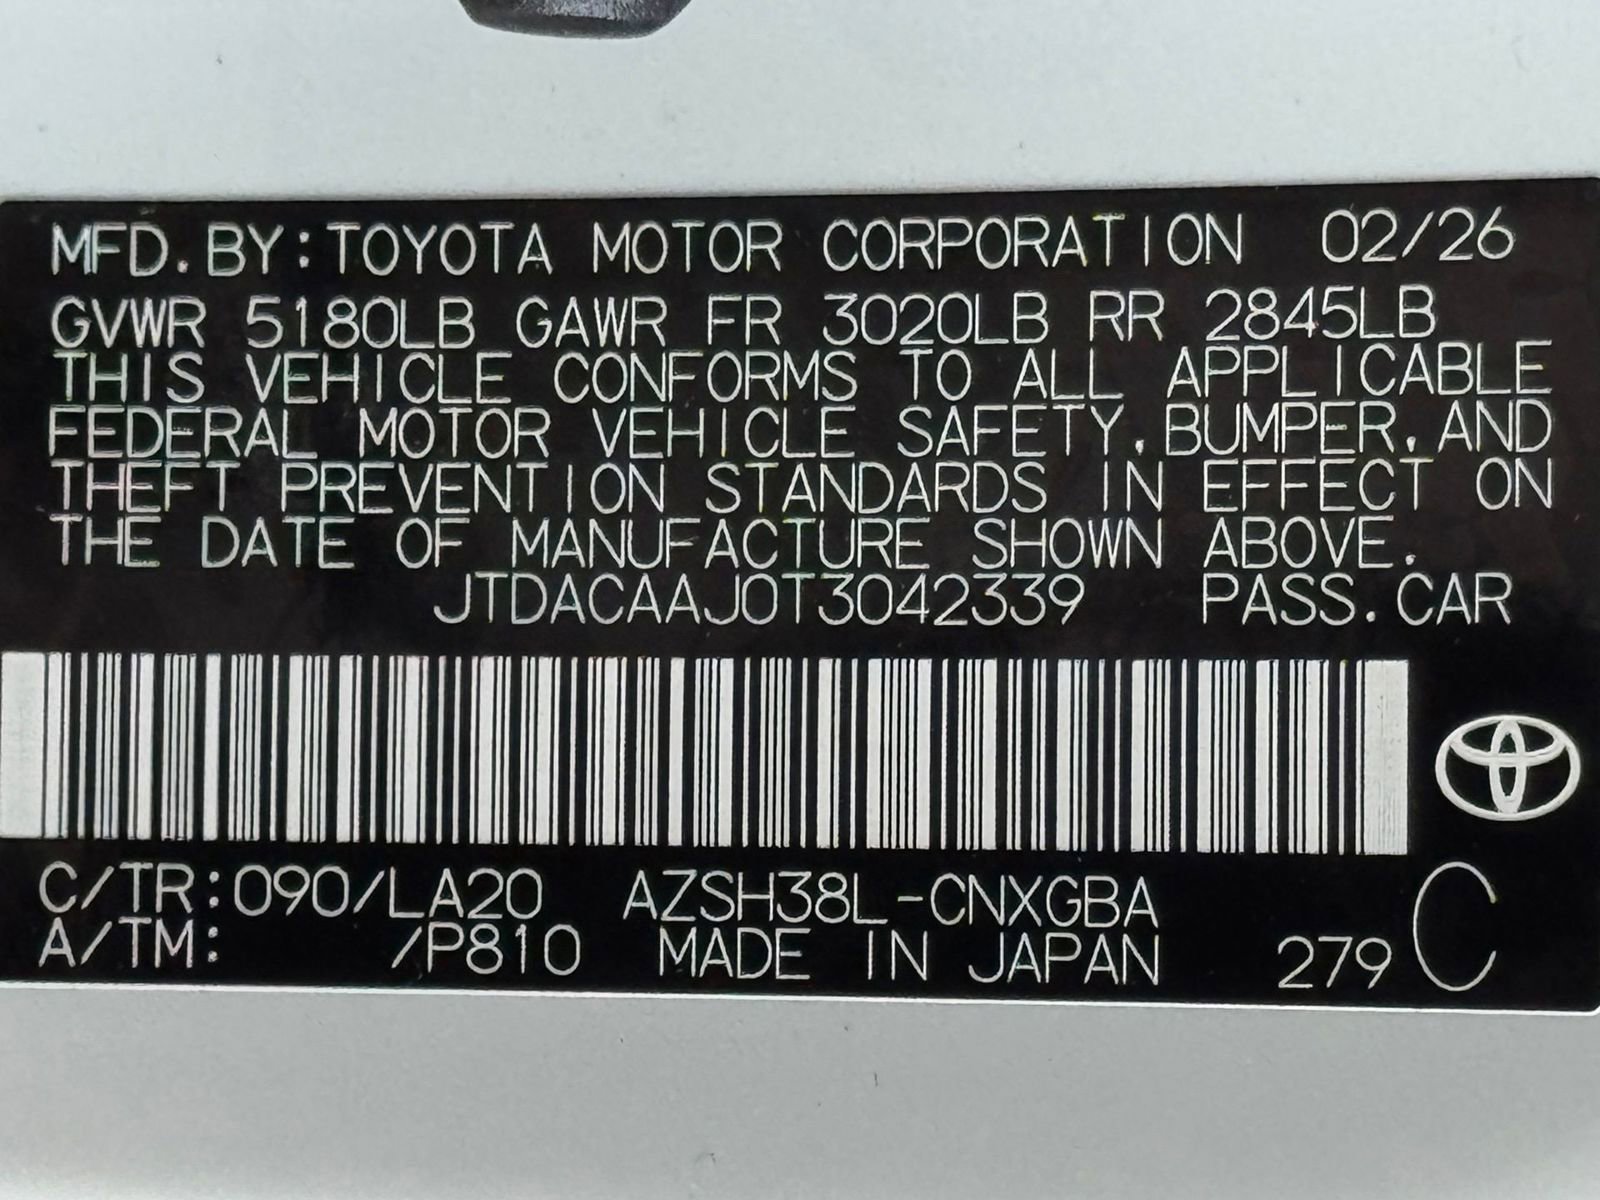 MFD. BY: TOYOTA MOTOR CORPORATION 02/26
GVWR 5180LB GAWR FR 3020LB RR 2845LB
THIS VEHICLE CONFORMS TO ALL APPLICABLE
FEDERAL MOTOR VEHICLE SAFETY, BUMPER, AND
THEFT PREVENTION STANDARDS IN EFFECT ON
THE DATE OF MANUFACTURE SHOWN ABOVE.
JTDACAAJ0T3042339 PASS. CAR
C/TR: 090/LA20 AZSH38L-CNXGBA C
A/TM: /P810 MADE IN JAPAN 279